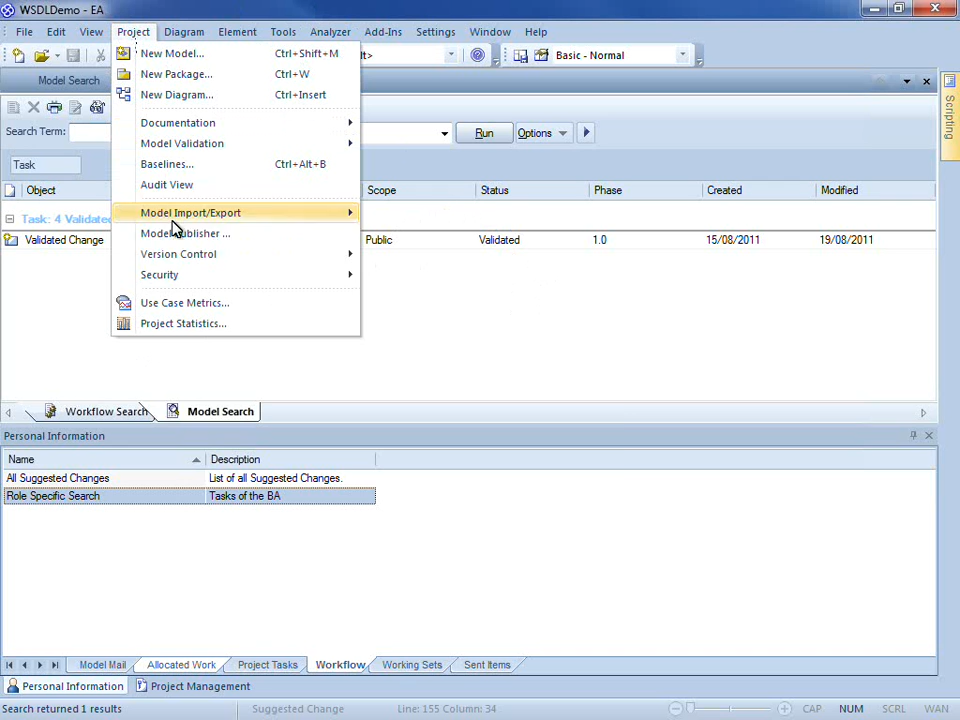 WSDLDemo - EA
File Edit View Project Diagram Element Tools Analyzer Add-Ins Settings Window Help
New Model... Ctrl+Shift+M
New Package... Ctrl+W
New Diagram... Ctrl+Insert
Documentation
Model Validation
Baselines... Ctrl+Alt+B
Audit View
Model Import/Export
Model Publisher ...
Version Control
Security
Use Case Metrics...
Project Statistics...
Basic - Normal
Model Search
Search Term: Run Options
Task
Object Scope Status Phase Created Modified
Task: 4 Validated
Validated Change Public Validated 1.0 15/08/2011 19/08/2011
Scripting
Workflow Search Model Search
Personal Information
Name Description
All Suggested Changes List of all Suggested Changes.
Role Specific Search Tasks of the BA
Model Mail Allocated Work Project Tasks Workflow Working Sets Sent Items
Personal Information Project Management
Search returned 1 results Suggested Change Line: 155 Column: 34 CAP NUM SCRL WAN